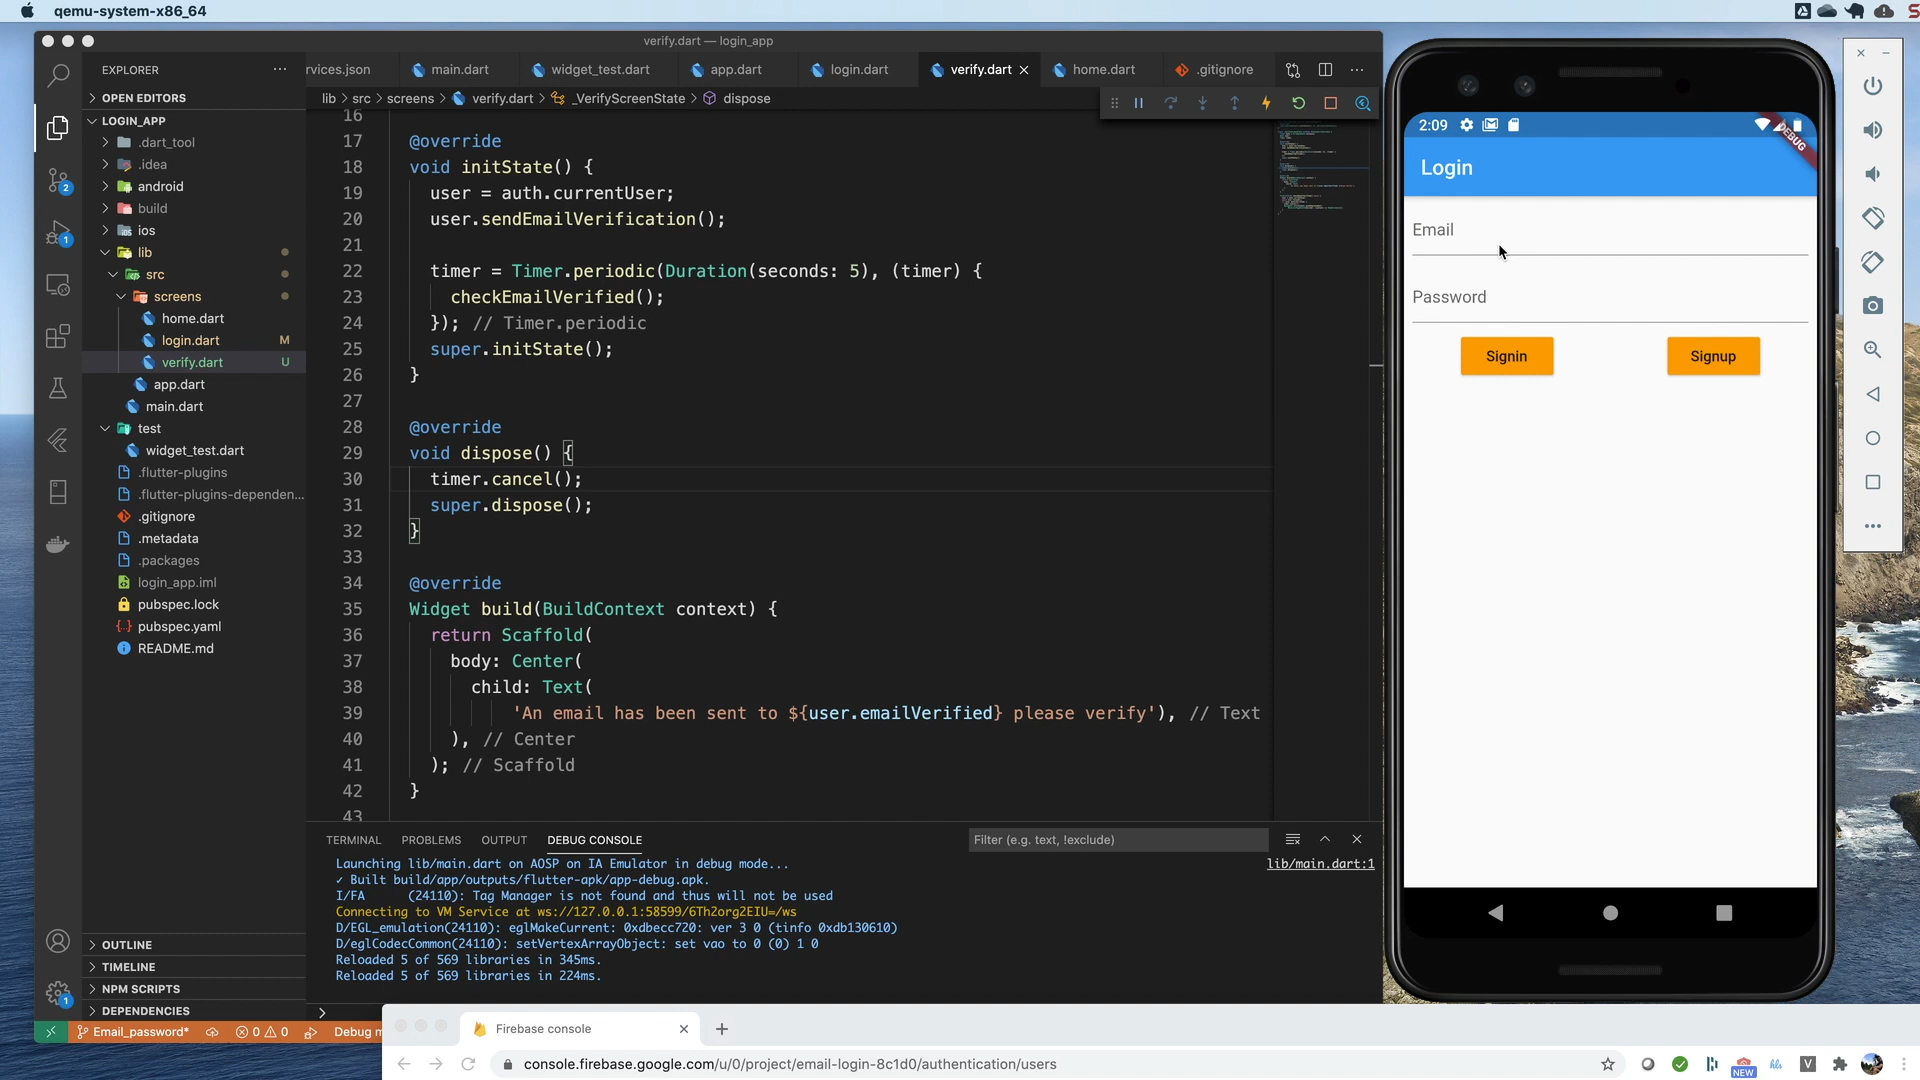 qemu-system-x86_64
verify.dart — login_app
EXPLORER
OPEN EDITORS
LOGIN_APP
.dart_tool
.idea
android
build
ios
lib
src
screens
home.dart
login.dart M
verify.dart U
app.dart
main.dart
test
widget_test.dart
.flutter-plugins
.flutter-plugins-dependen...
.gitignore
.metadata
.packages
login_app.iml
pubspec.lock
pubspec.yaml
README.md
OUTLINE
TIMELINE
NPM SCRIPTS
DEPENDENCIES
2
1
1
rvices.json main.dart widget_test.dart app.dart login.dart verify.dart home.dart .gitignore
lib > src > screens > verify.dart > _VerifyScreenState > dispose
16
17 @override
18 void initState() {
19 user = auth.currentUser;
20 user.sendEmailVerification();
21
22 timer = Timer.periodic(Duration(seconds: 5), (timer) {
23 checkEmailVerified();
24 }); // Timer.periodic
25 super.initState();
26 }
27
28 @override
29 void dispose() {
30 timer.cancel();
31 super.dispose();
32 }
33
34 @override
35 Widget build(BuildContext context) {
36 return Scaffold(
37 body: Center(
38 child: Text(
39 'An email has been sent to ${user.emailVerified} please verify'), // Text
40 ), // Center
41 ); // Scaffold
42 }
43
TERMINAL PROBLEMS OUTPUT DEBUG CONSOLE
Filter (e.g. text, !exclude)
Launching lib/main.dart on AOSP on IA Emulator in debug mode...
lib/main.dart:1
✓ Built build/app/outputs/flutter-apk/app-debug.apk.
I/FA (24110): Tag Manager is not found and thus will not be used
Connecting to VM Service at ws://127.0.0.1:58599/6Th2org2EIU=/ws
D/EGL_emulation(24110): eglMakeCurrent: 0xdbecc720: ver 3 0 (tinfo 0xdb130610)
D/eglCodecCommon(24110): setVertexArrayObject: set vao to 0 (0) 1 0
Reloaded 5 of 569 libraries in 345ms.
Reloaded 5 of 569 libraries in 224ms.
Email_password* 0 0 Debug m
2:09
DEBUG
Login
Email
Password
Signin
Signup
Firebase console
console.firebase.google.com/u/0/project/email-login-8c1d0/authentication/users
NEW